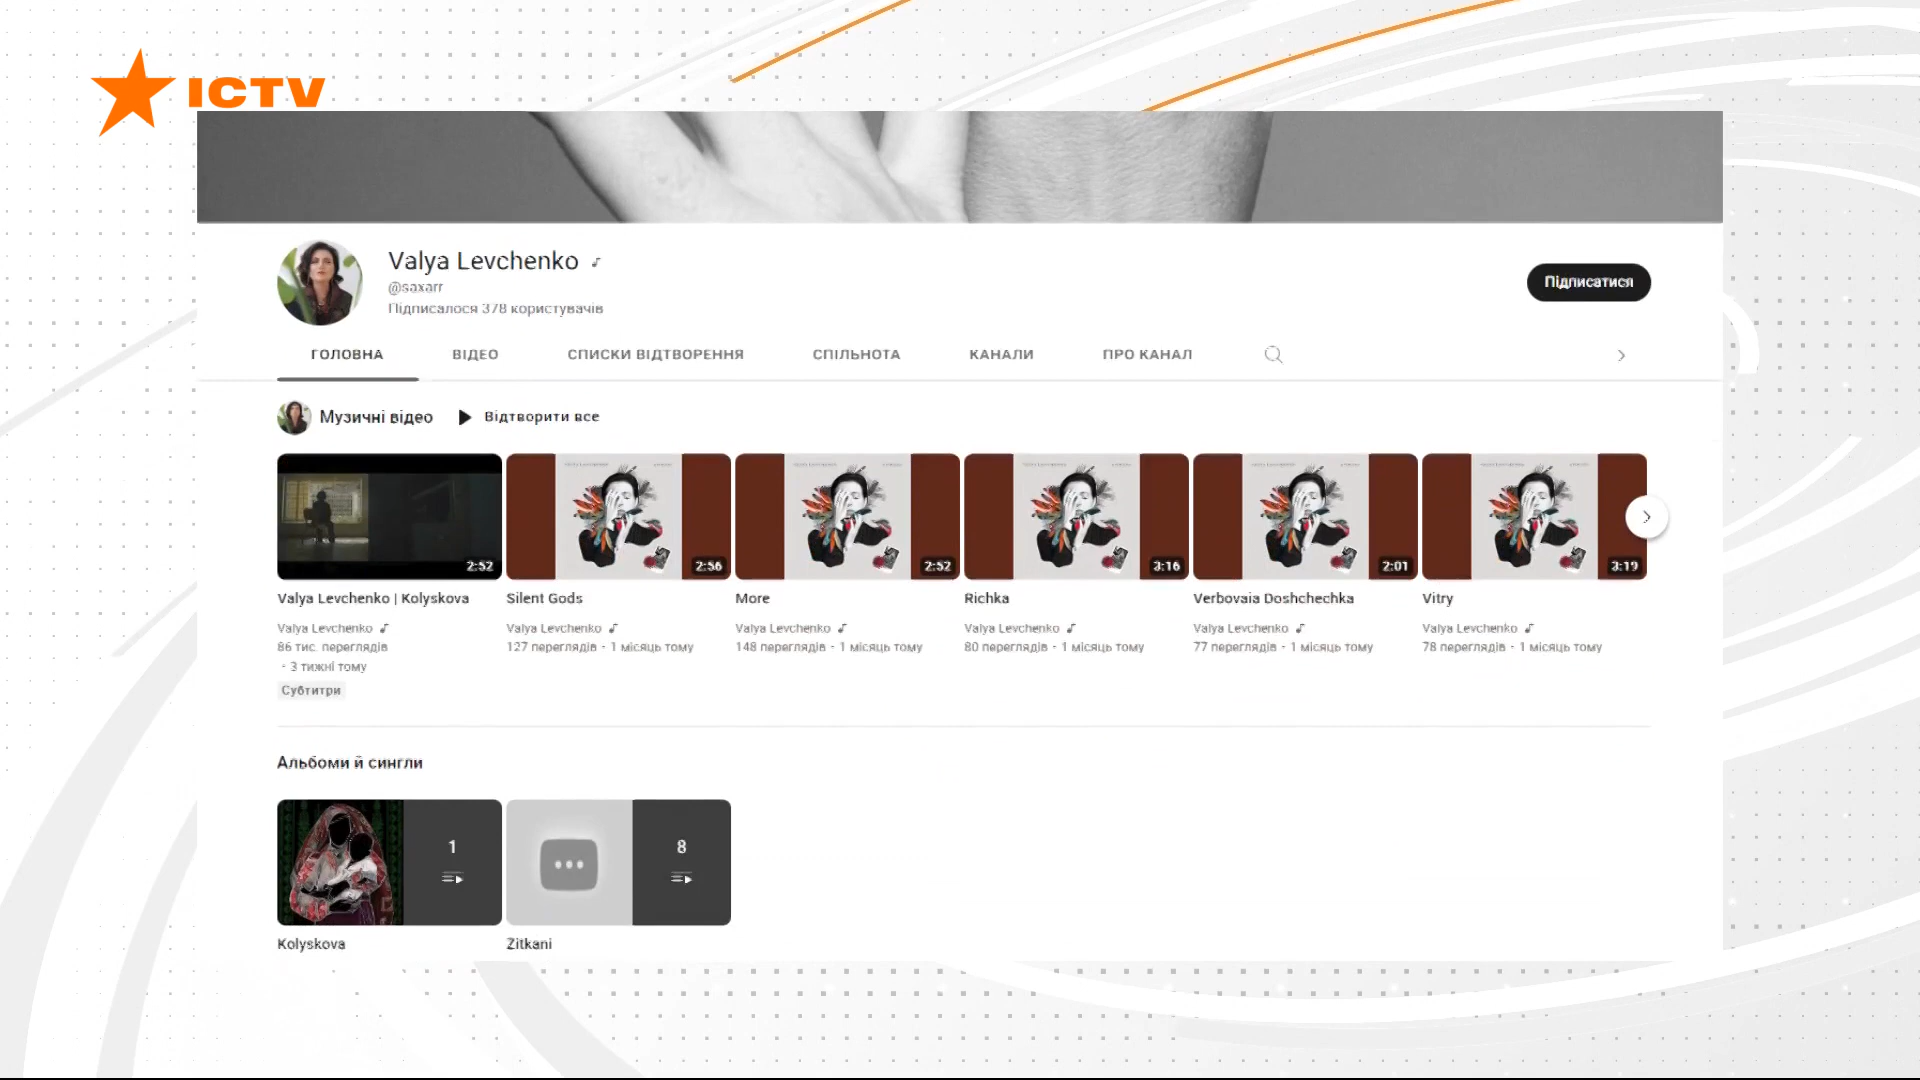 ICTV
Valya Levchenko
@saxarr
Підписалося 378 користувачів
Підписатися
ГОЛОВНА ВІДЕО СПИСКИ ВІДТВОРЕННЯ СПІЛЬНОТА КАНАЛИ ПРО КАНАЛ
Музичні відео Відтворити все
2:52 2:56 2:52 3:16 2:01 3:19
Valya Levchenko | Kolyskova Silent Gods More Richka Verbovaia Doshchechka Vitry
Valya Levchenko Valya Levchenko Valya Levchenko Valya Levchenko Valya Levchenko Valya Levchenko
86 тис. переглядів 127 переглядів • 1 місяць тому 148 переглядів • 1 місяць тому 80 переглядів • 1 місяць тому 77 переглядів • 1 місяць тому 78 переглядів • 1 місяць тому
• 3 тижні тому
Субтитри
Альбоми й сингли
1 8
Kolyskova Zitkani